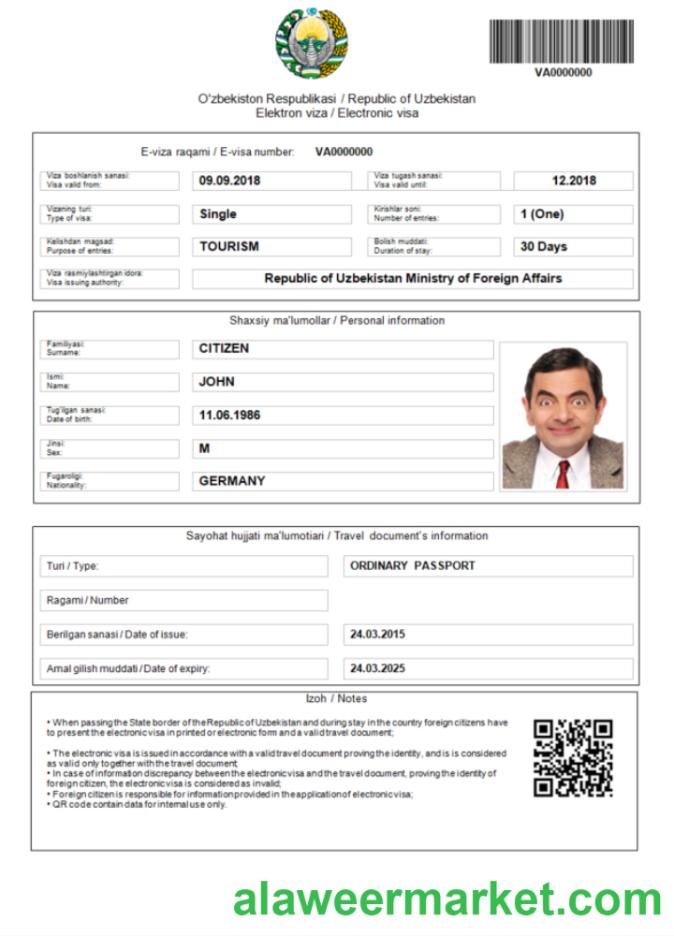 VA0000000
O'zbekiston Respublikasi / Republic of Uzbekistan
Elektron viza / Electronic visa
E-viza raqami / E-visa number: VA0000000
Viza boshlanish sanasi:
Visa valid from:
09.09.2018
Viza tugash sanasi:
Visa valid until:
12.2018
Vizaning turi:
Type of visa:
Single
Kirishlar soni:
Number of entries:
1 (One)
Kelishdan magsad:
Purpose of entries:
TOURISM
Bolish muddati:
Duration of stay:
30 Days
Viza rasmiylashtirgan idora:
Visa issuing authority:
Republic of Uzbekistan Ministry of Foreign Affairs
Shaxsiy ma'lumollar / Personal information
Familiyasi:
Surname:
CITIZEN
Ismi:
Name:
JOHN
Tug'ilgan sanasi:
Date of birth:
11.06.1986
Jinsi:
Sex:
M
Fugaroligi:
Nationality:
GERMANY
Sayohat hujjati ma'lumotiari / Travel document's information
Turi / Type:
ORDINARY PASSPORT
Ragami / Number
Berilgan sanasi / Date of issue:
24.03.2015
Amal gilish muddati / Date of expiry:
24.03.2025
Izoh / Notes
• When passing the State border of the Republic of Uzbekistan and during stay in the country foreign citizens have
to present the electronic visa in printed or electronic form and a valid travel document;
• The electronic visa is issued in accordance with a valid travel document proving the identity, and is is considered
as valid only together with the travel document
• In case of information discrepancy between the electronic visa and the travel document, proving the identity of
foreign citizen, the electronic visa is considered as invalid;
• Foreign citizen is responsible for information provided in the application of electronic visa;
• QR code contain data for internal use only.
alaweermarket.com